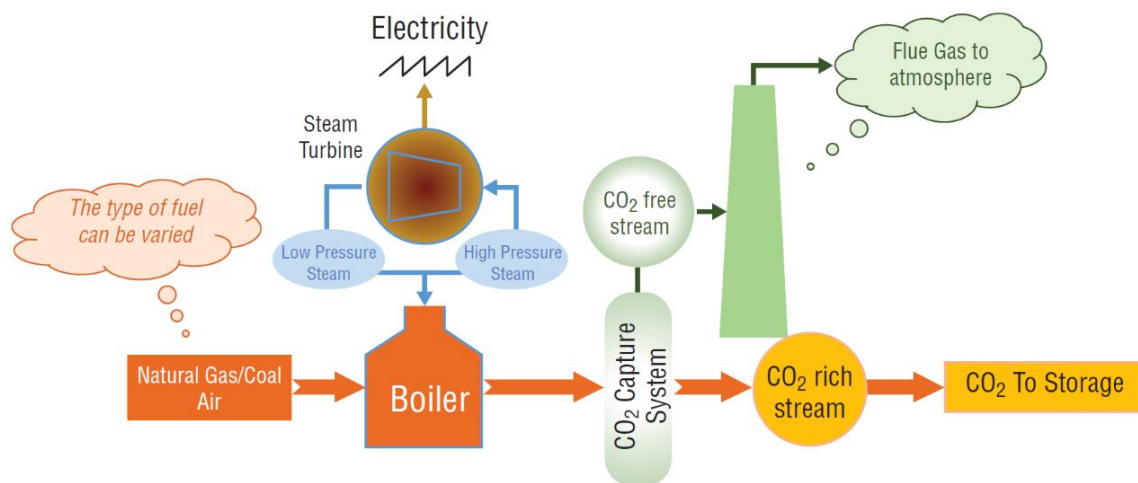 Electricity
Steam
Turbine
Flue Gas to
atmosphere
The type of fuel
can be varied
CO₂ free
stream
Low Pressure
Steam
High Pressure
Steam
Natural Gas/Coal
Air
Boiler
CO₂ Capture
System
CO₂ rich
stream
CO₂ To Storage